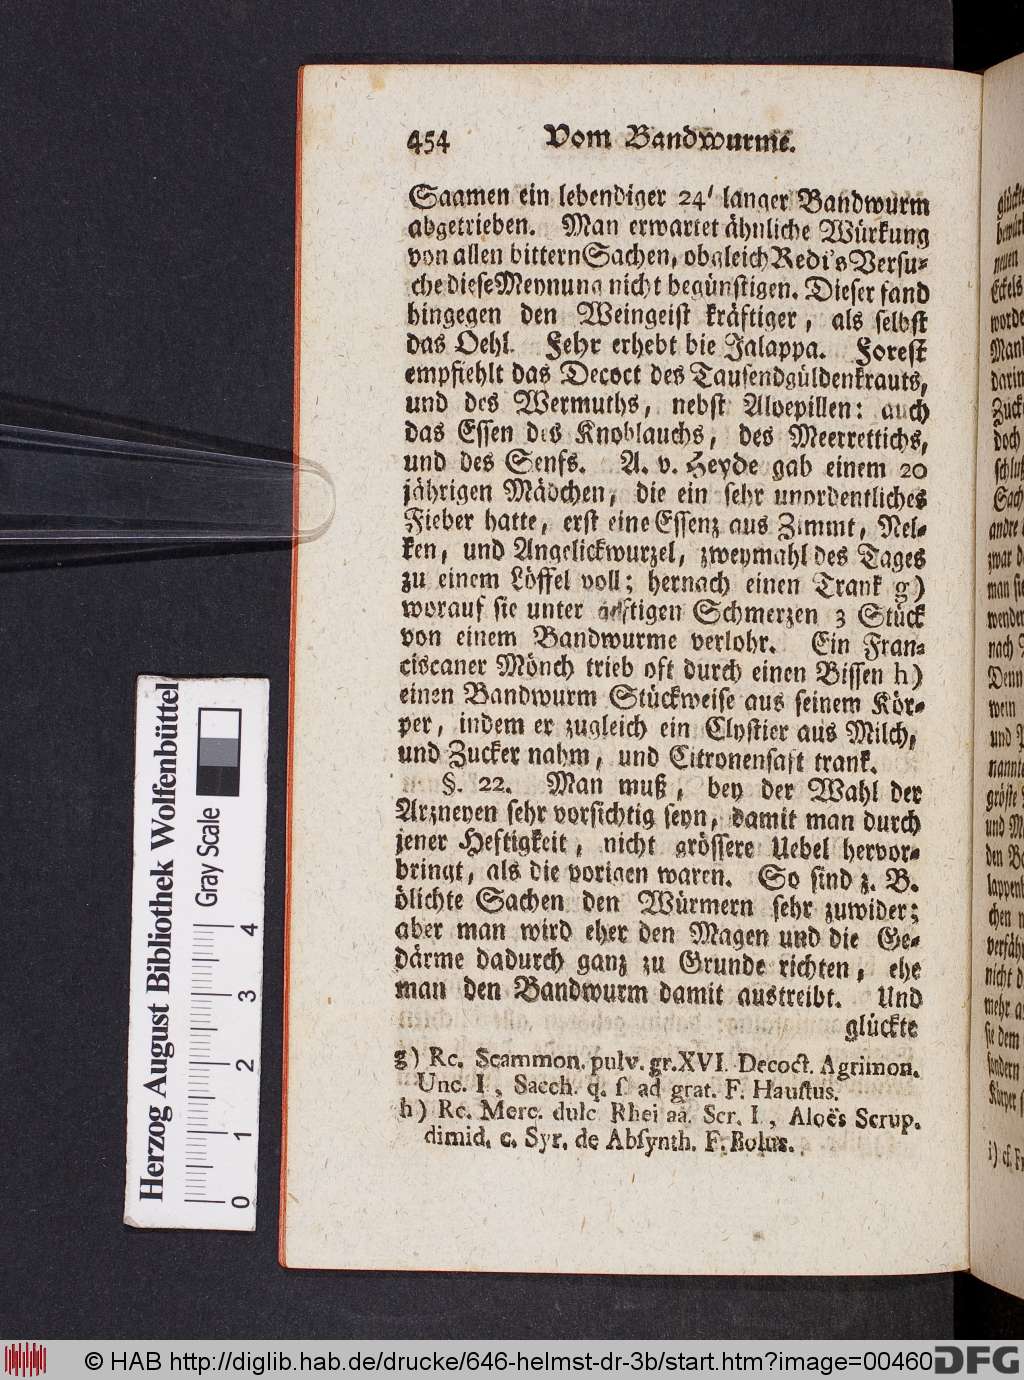 454 Vom Bandwurme.
Saamen ein lebendiger 24' langer Bandwurm
abgetrieben. Man erwartet ähnliche Würkung
von allen bittern Sachen, obgleich Redi's Versu-
che diese Meynung nicht begünstigen. Dieser fand
hingegen den Weingeist kräftiger, als selbst
das Oehl. Fehr erhebt bie Jalappa. Forest
empfiehlt das Decoct des Tausendgüldenkrauts,
und des Wermuths, nebst Aloepillen: auch
das Essen des Knoblauchs, des Meerrettichs,
und des Senfs. A. v. Heyde gab einem 20
jährigen Mädchen, die ein sehr unordentliches
Fieber hatte, erst eine Essenz aus Zimmt, Nel-
ken, und Angelickwurzel, zweymahl des Tages
zu einem Löffel voll; hernach einen Trank g)
worauf sie unter heftigen Schmerzen 3 Stück
von einem Bandwurme verlohr. Ein Fran-
ciscaner Mönch trieb oft durch einen Bissen h)
einen Bandwurm Stückweise aus seinem Kör-
per, indem er zugleich ein Clystier aus Milch,
und Zucker nahm, und Citronensaft trank.
§. 22. Man muß, bey der Wahl der
Arzneyen sehr vorsichtig seyn, damit man durch
jener Heftigkeit, nicht grössere Uebel hervor-
bringt, als die vorigen waren. So sind z. B.
ölichte Sachen den Würmern sehr zuwider;
aber man wird eher den Magen und die Ge-
därme dadurch ganz zu Grunde richten, ehe
man den Bandwurm damit austreibt. Und
glückte
g) Rc. Scammon. pulv. gr. XVI. Decoct. Agrimon.
Unc. I, Sacch. q. ſ. ad grat. F. Hauſtus.
h) Rc. Merc. dulc Rhei aa. Scr. I, Aloës Scrup.
dimid. c. Syr. de Abſynth. F. Bolus.
Herzog August Bibliothek Wolfenbüttel
Gray Scale
0 1 2 3 4
© HAB http://diglib.hab.de/drucke/646-helmst-dr-3b/start.htm?image=00460
DFG